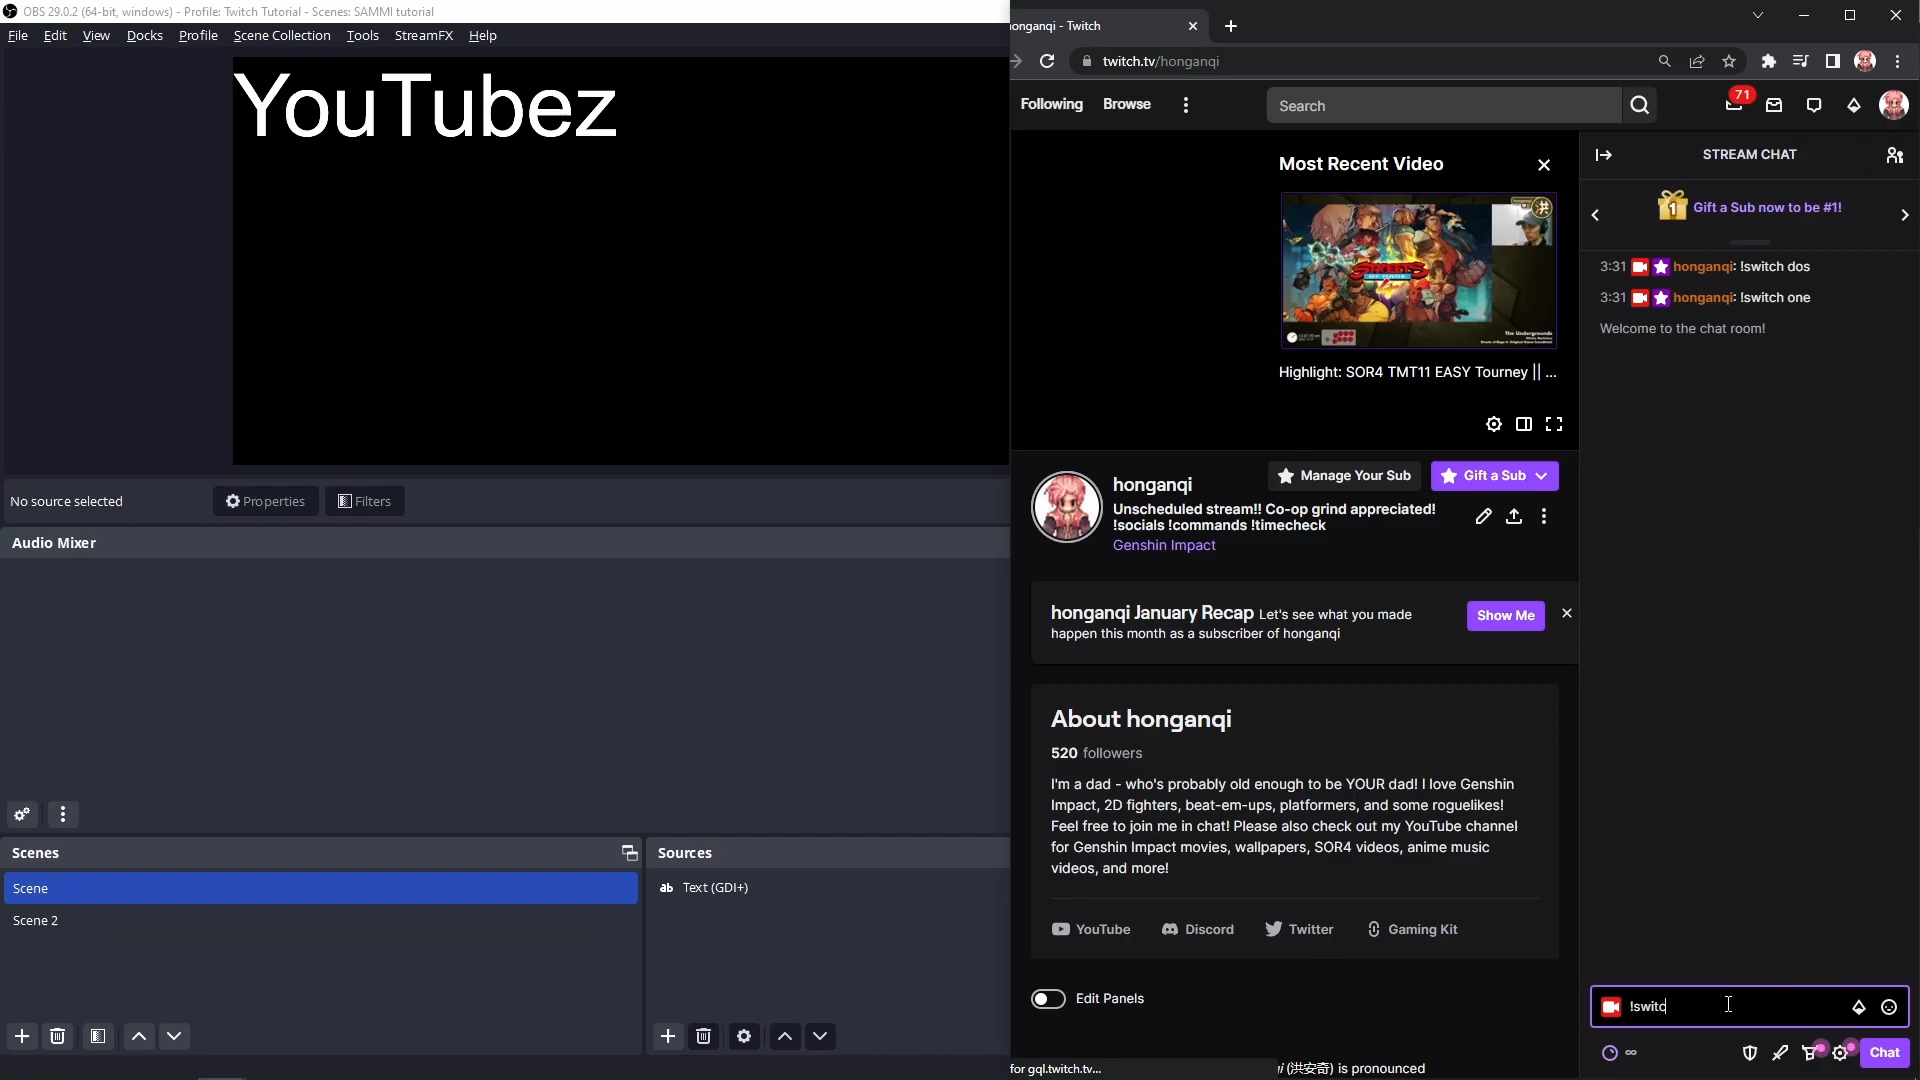 OBS 29.0.2 (64-bit, windows) - Profile: Twitch Tutorial - Scenes: SAMMI tutorial
File Edit View Docks Profile Scene Collection Tools StreamFX Help
YouTubez
No source selected
Properties
Filters
Audio Mixer
Scenes
Scene
Scene 2
Sources
ab Text (GDI+)
honganqi - Twitch
twitch.tv/honganqi
Following Browse
Search
71
Most Recent Video
STREETS
Highlight: SOR4 TMT11 EASY Tourney || ...
honganqi
Manage Your Sub
Gift a Sub
Unscheduled stream!! Co-op grind appreciated!
!socials !commands !timecheck
Genshin Impact
honganqi January Recap Let's see what you made
happen this month as a subscriber of honganqi
Show Me
About honganqi
520 followers
I'm a dad - who's probably old enough to be YOUR dad! I love Genshin
Impact, 2D fighters, beat-em-ups, platformers, and some roguelikes!
Feel free to join me in chat! Please also check out my YouTube channel
for Genshin Impact movies, wallpapers, SOR4 videos, anime music
videos, and more!
YouTube Discord Twitter Gaming Kit
Edit Panels
for gql.twitch.tv...
(洪安奇) is pronounced
STREAM CHAT
1 Gift a Sub now to be #1!
3:31 honganqi: !switch dos
3:31 honganqi: !switch one
Welcome to the chat room!
!switc
∞
Chat